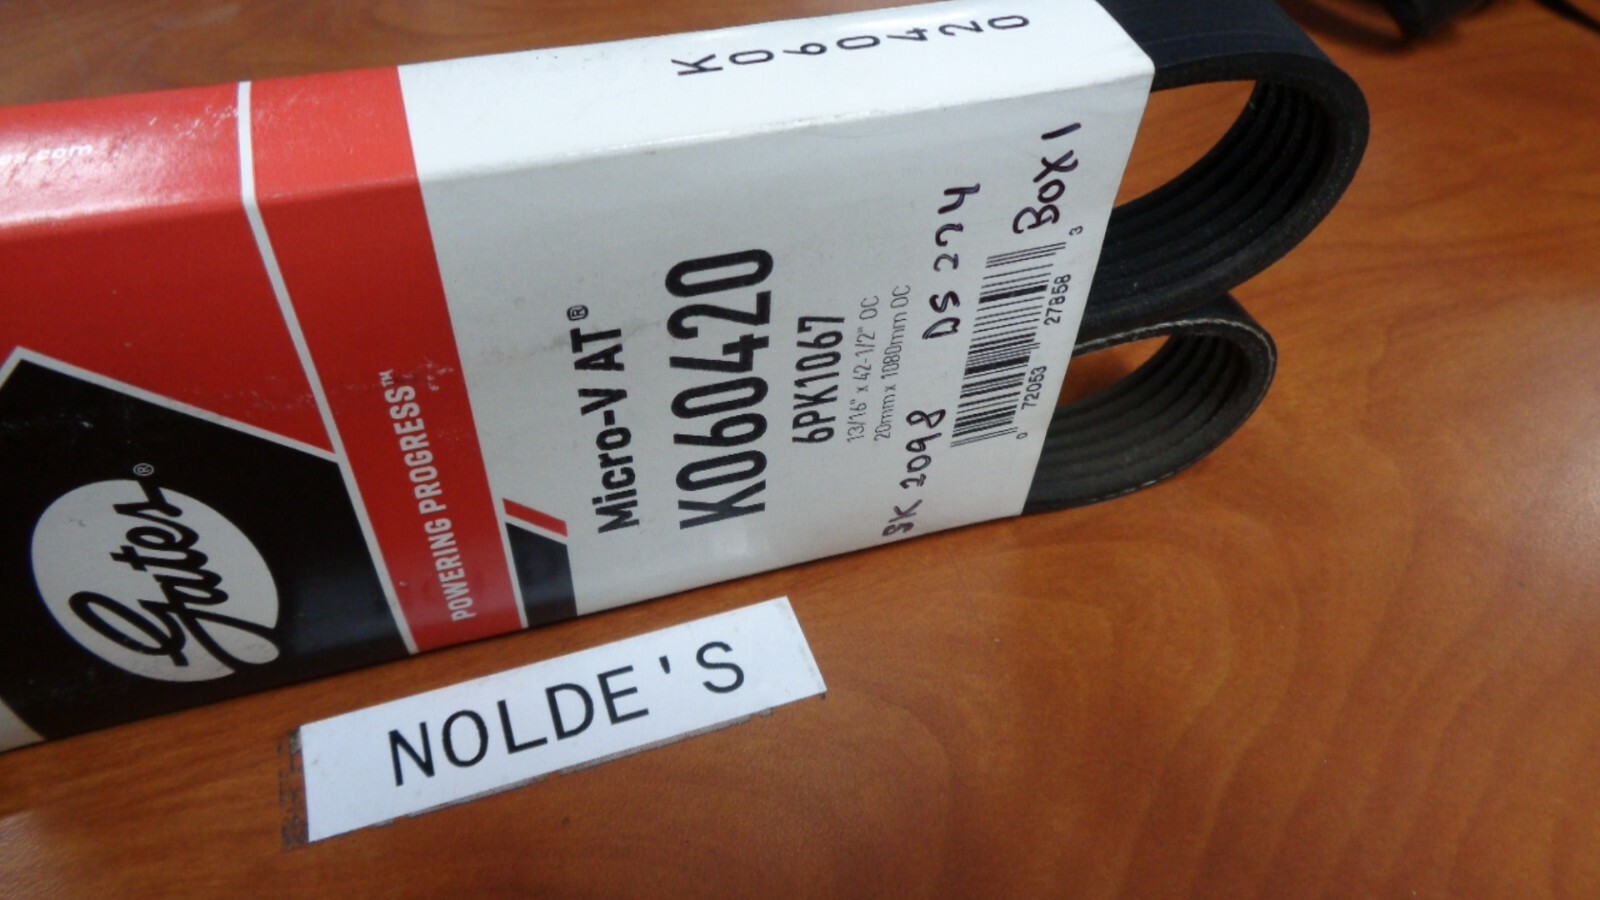 K060420
Gates®
POWERING PROGRESS™
Micro-V AT®
K060420
6PK1067
13/16" x 42-1/2" OC
20mm x 1080mm OC
SK 2098 DS 274
BOX 1
0 72053 27858 3
NOLDE'S